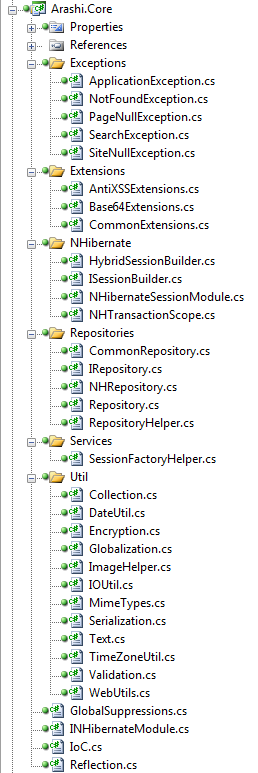 Arashi.Core
Properties
References
Exceptions
ApplicationException.cs
NotFoundException.cs
PageNullException.cs
SearchException.cs
SiteNullException.cs
Extensions
AntiXSSExtensions.cs
Base64Extensions.cs
CommonExtensions.cs
NHibernate
HybridSessionBuilder.cs
ISessionBuilder.cs
NHibernateSessionModule.cs
NHTransactionScope.cs
Repositories
CommonRepository.cs
IRepository.cs
NHRepository.cs
Repository.cs
RepositoryHelper.cs
Services
SessionFactoryHelper.cs
Util
Collection.cs
DateUtil.cs
Encryption.cs
Globalization.cs
ImageHelper.cs
IOUtil.cs
MimeTypes.cs
Serialization.cs
Text.cs
TimeZoneUtil.cs
Validation.cs
WebUtils.cs
GlobalSuppressions.cs
INHibernateModule.cs
IoC.cs
Reflection.cs